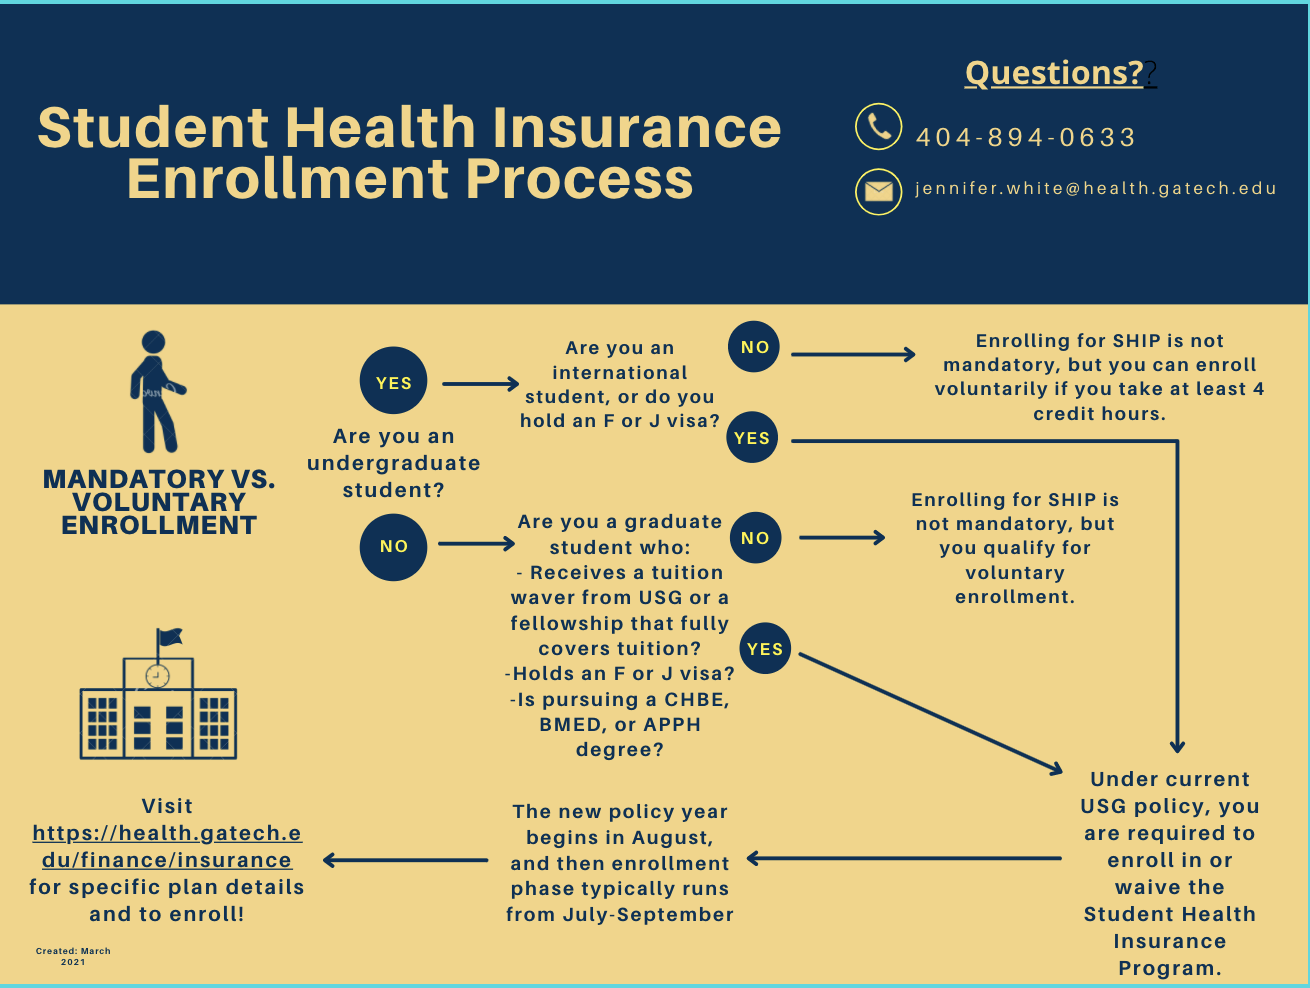 Student Health Insurance
Enrollment Process
Questions??
404-894-0633
jennifer.white@health.gatech.edu
MANDATORY VS.
VOLUNTARY
ENROLLMENT
YES
Are you an
undergraduate
student?
NO
Are you an
international
student, or do you
hold an F or J visa?
NO
Enrolling for SHIP is not
mandatory, but you can enroll
voluntarily if you take at least 4
credit hours.
YES
Are you a graduate
student who:
- Receives a tuition
waver from USG or a
fellowship that fully
covers tuition?
-Holds an F or J visa?
-Is pursuing a CHBE,
BMED, or APPH
degree?
NO
Enrolling for SHIP is
not mandatory, but
you qualify for
voluntary
enrollment.
YES
Under current
USG policy, you
are required to
enroll in or
waive the
Student Health
Insurance
Program.
The new policy year
begins in August,
and then enrollment
phase typically runs
from July-September
Visit
https://health.gatech.e
du/finance/insurance
for specific plan details
and to enroll!
Created: March
2021